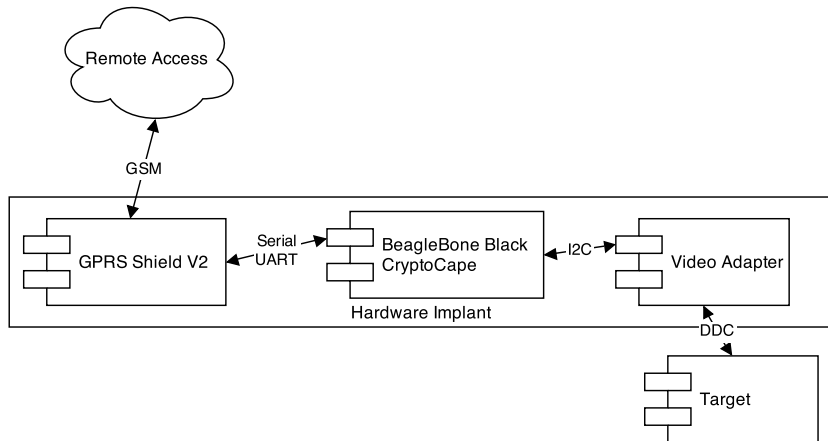 Remote Access
GSM
GPRS Shield V2
Serial
UART
BeagleBone Black
CryptoCape
I2C
Video Adapter
Hardware Implant
DDC
Target